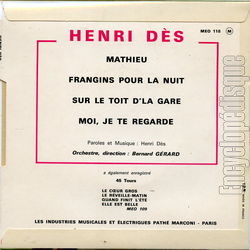 HENRI DÈS
MEO 118 M
MATHIEU
FRANGINS POUR LA NUIT
SUR LE TOIT D'LA GARE
MOI, JE TE REGARDE
Paroles et Musique : Henri Dès
Orchestre, direction : Bernard GÉRARD
a également enregistré
45 Tours
LE CŒUR GROS
LE RÉVEILLE-MATIN
QUAND FINIT L'ÉTÉ
ELLE EST BELLE
MEO 109
LES INDUSTRIES MUSICALES ET ÉLECTRIQUES PATHÉ MARCONI - PARIS